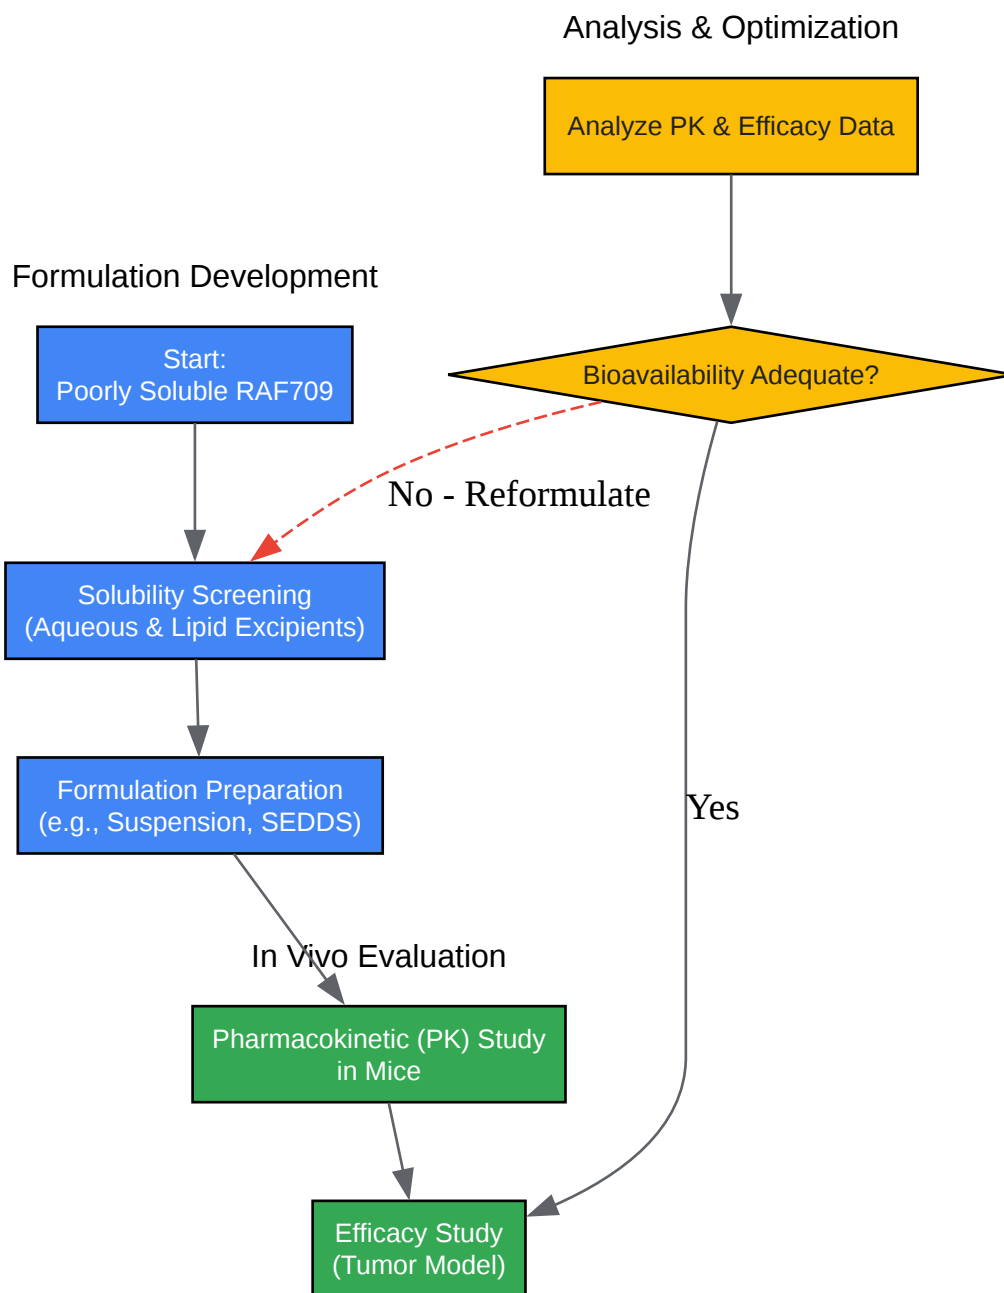 Analysis & Optimization
Analyze PK & Efficacy Data
Formulation Development
Start:
Poorly Soluble RAF709
Bioavailability Adequate?
No - Reformulate
Solubility Screening
(Aqueous & Lipid Excipients)
Formulation Preparation
(e.g., Suspension, SEDDS)
Yes
In Vivo Evaluation
Pharmacokinetic (PK) Study
in Mice
Efficacy Study
(Tumor Model)